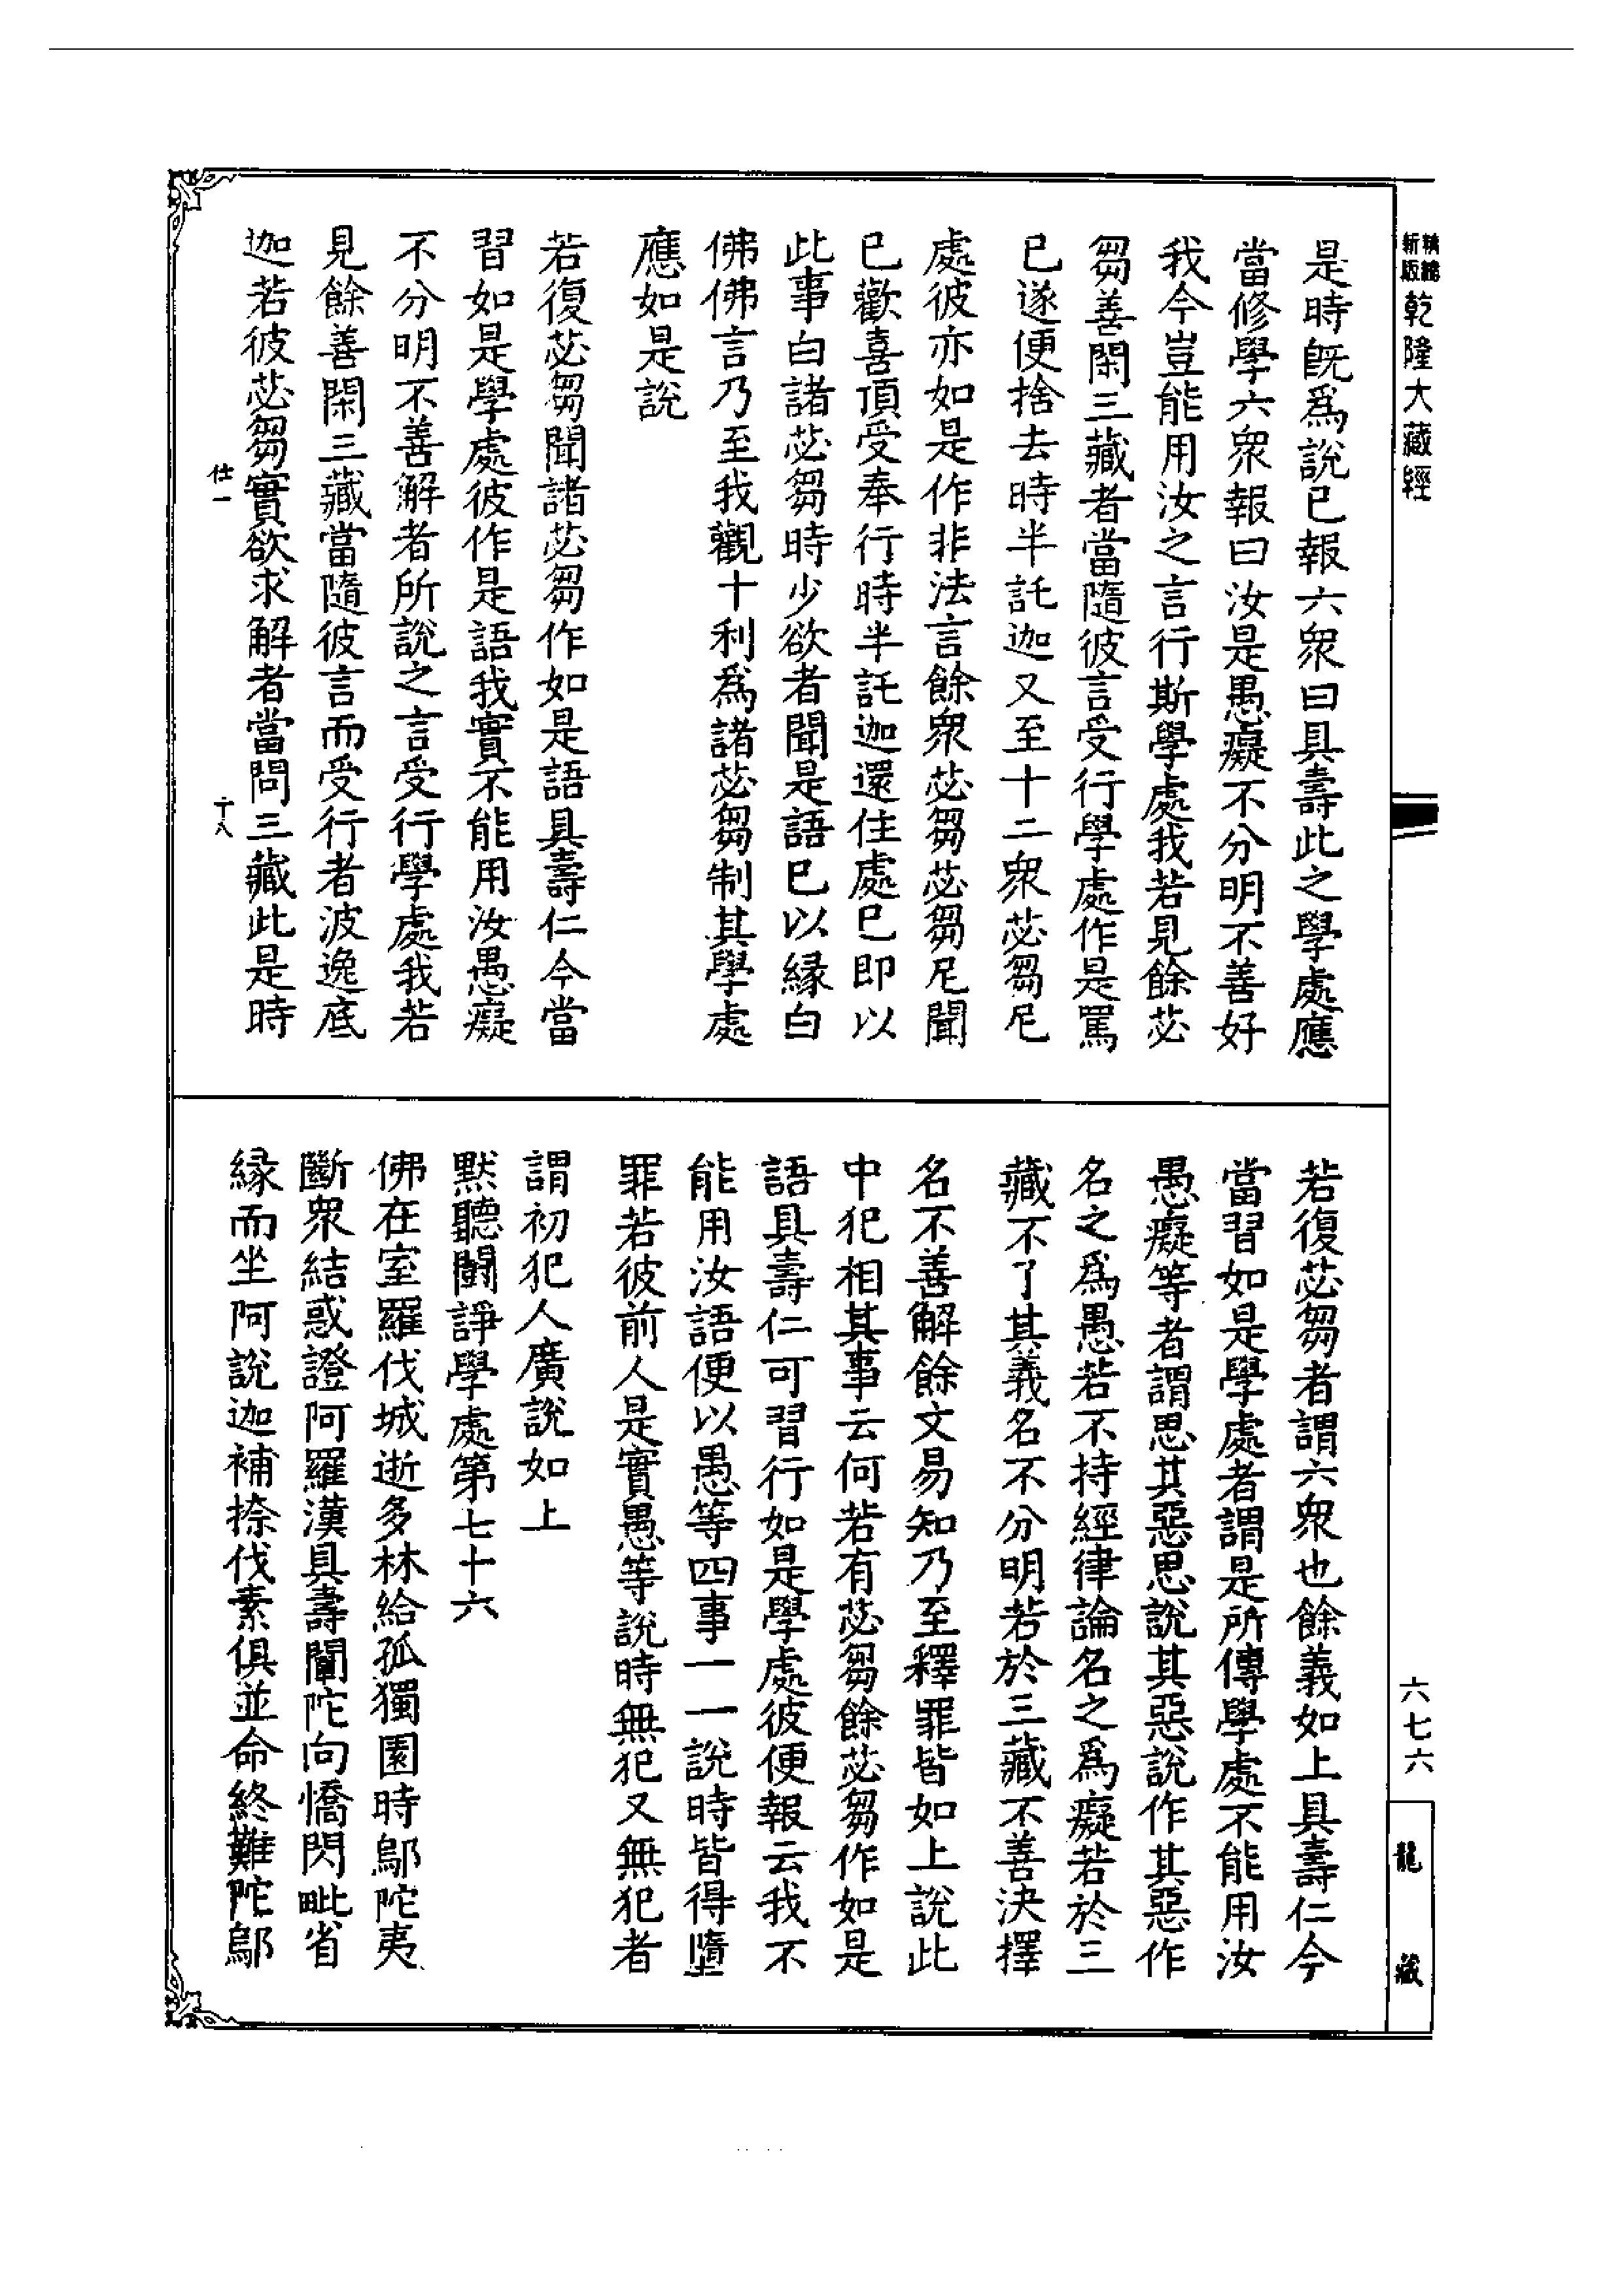 新版
精縮
乾隆大藏經
是時旣爲說已報六衆曰具壽此之學處應
當修學六衆報曰汝是愚癡不分明不善好
我今豈能用汝之言行斯學處我若見餘苾
芻善閑三藏者當隨彼言受行學處作是罵
已遂便捨去時半託迦又至十二衆苾芻尼
處彼亦如是作非法言餘衆苾芻苾芻尼聞
已歡喜頂受奉行時半託迦還住處已即以
此事白諸苾芻時少欲者聞是語已以緣白
佛佛言乃至我觀十利爲諸苾芻制其學處
應如是說
若復苾芻聞諸苾芻作如是語具壽仁今當
習如是學處彼作是語我實不能用汝愚癡
不分明不善解者所說之言受行學處我若
見餘善閑三藏當隨彼言而受行者波逸底
迦若彼苾芻實欲求解者當問三藏此是時
仕一
十八
若復苾芻者謂六衆也餘義如上具壽仁今
當習如是學處者謂是所傳學處不能用汝
愚癡等者謂思其惡思說其惡說作其惡作
名之爲愚若不持經律論名之爲癡若於三
藏不了其義名不分明若於三藏不善決擇
名不善解餘文易知乃至釋罪皆如上說此
中犯相其事云何若有苾芻餘苾芻作如是
語具壽仁可習行如是學處彼便報云我不
能用汝語便以愚等四事一一說時皆得墮
罪若彼前人是實愚等說時無犯又無犯者
謂初犯人廣說如上
默聽鬬諍學處第七十六
佛在室羅伐城逝多林給孤獨園時鄔陀夷
斷衆結惑證阿羅漢具壽闡陀向憍閃毗省
緣而坐阿說迦補捺伐素俱並命終難陀鄔
六七六
龍藏